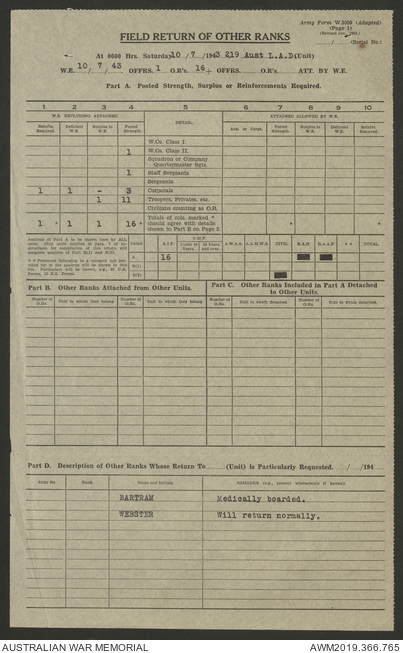 Army Form W.3009 (Adapted)
(Page 1)
(Serial No.)
FIELD RETURN OF OTHER RANKS
At 0600 Hrs. Saturday 10 /7 /1943 219 Aust L.A.D (Unit)
W.E. 10/ 7/ 43 OFFRS. 1 O.R's. 16 + OFFRS. O.R's. ATT. BY W.E.
Part A. Posted Strength, Surplus or Reinforcements Required.
1 2 3 4 5 6 7 8 9 10
W.E. EXCLUDING ATTACHED ATTACHED ALLOWED BY W.E.
Reinfts. Required. Deficient W.E. Surplus to W.E. Posted Strength. DETAIL. Arm or Corps. Posted Strength. Surplus to W.E. Deficient W.E. Reinfts. Required.
W.Os. Class I.
1 W.Os. Class II.
Squadron or Company
Quartermaster Sgts.
1 Staff Sergeants
Sergeants
1 1 - 3 Corporals
1 11 Troopers, Privates, etc.
Civilians counting as O.R.
1 * 1 1 16 * Totals of cols. marked * should agree with details shown in Part E on Page 2.
A.I.F. C.M.F. A.W.A.S. A.A.M.W.S. CIVIL. R.A.N. R.A.A.F. * * TOTAL.
A. 16
B(i)
B(ii)
Part B. Other Ranks Attached from Other Units.
Part C. Other Ranks Included in Part A Detached to Other Units.
Number of O.Rs. Unit to which they belong Number of O.Rs. Unit to which they belong Number of O.Rs. Unit to which detached. Number of O.Rs. Unit to which detached.
Part D. Description of Other Ranks Whose Return To (Unit) is Particularly Requested. / /194
Army No. Rank. Name and Initials.
BARTRAM Medically boarded.
WEBSTER Will return normally.
AUSTRALIAN WAR MEMORIAL AWM2019.366.765